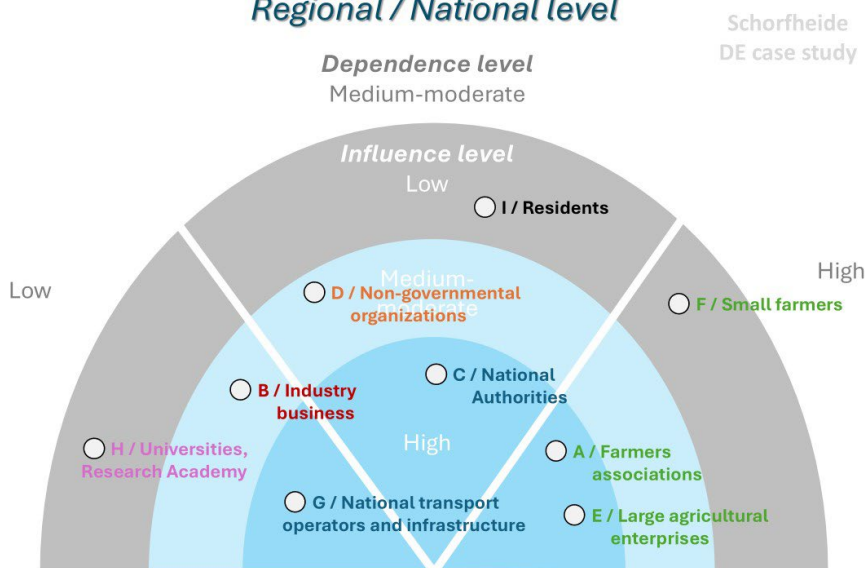 Regional / National level
Schorfheide
DE case study
Dependence level
Medium-moderate
Influence level
Low
I / Residents
Low
High
Medium-
moderate
D / Non-governmental
organizations
F / Small farmers
C / National
Authorities
B / Industry
business
High
H / Universities,
Research Academy
A / Farmers
associations
G / National transport
operators and infrastructure
E / Large agricultural
enterprises